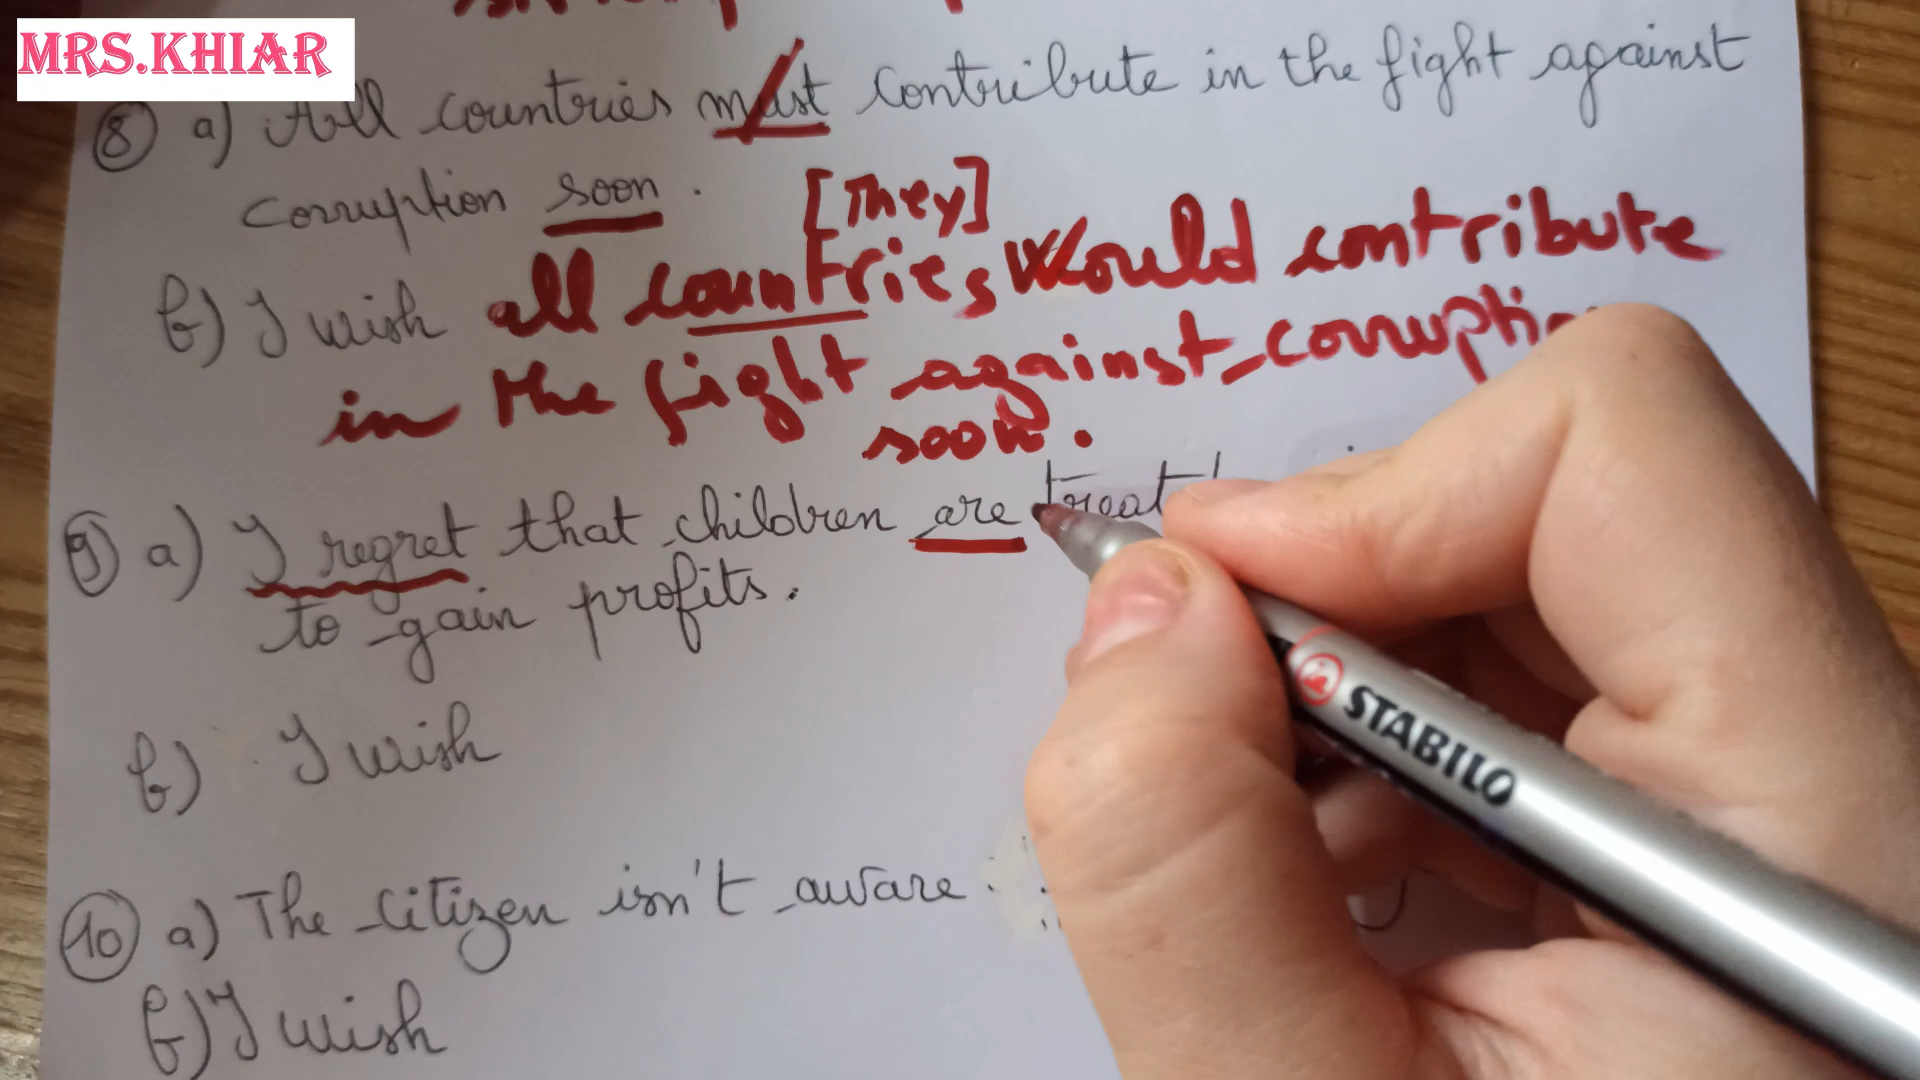 MRS.KHIAR
8 a) All countries must contribute in the fight against
corruption soon.
[They]
b) I wish all countries would contribute
in the fight against corruption
soon.
9 a) I regret that children are
to gain profits.
b) I wish
10 a) The citizen isn't aware
b) I wish
STABILO